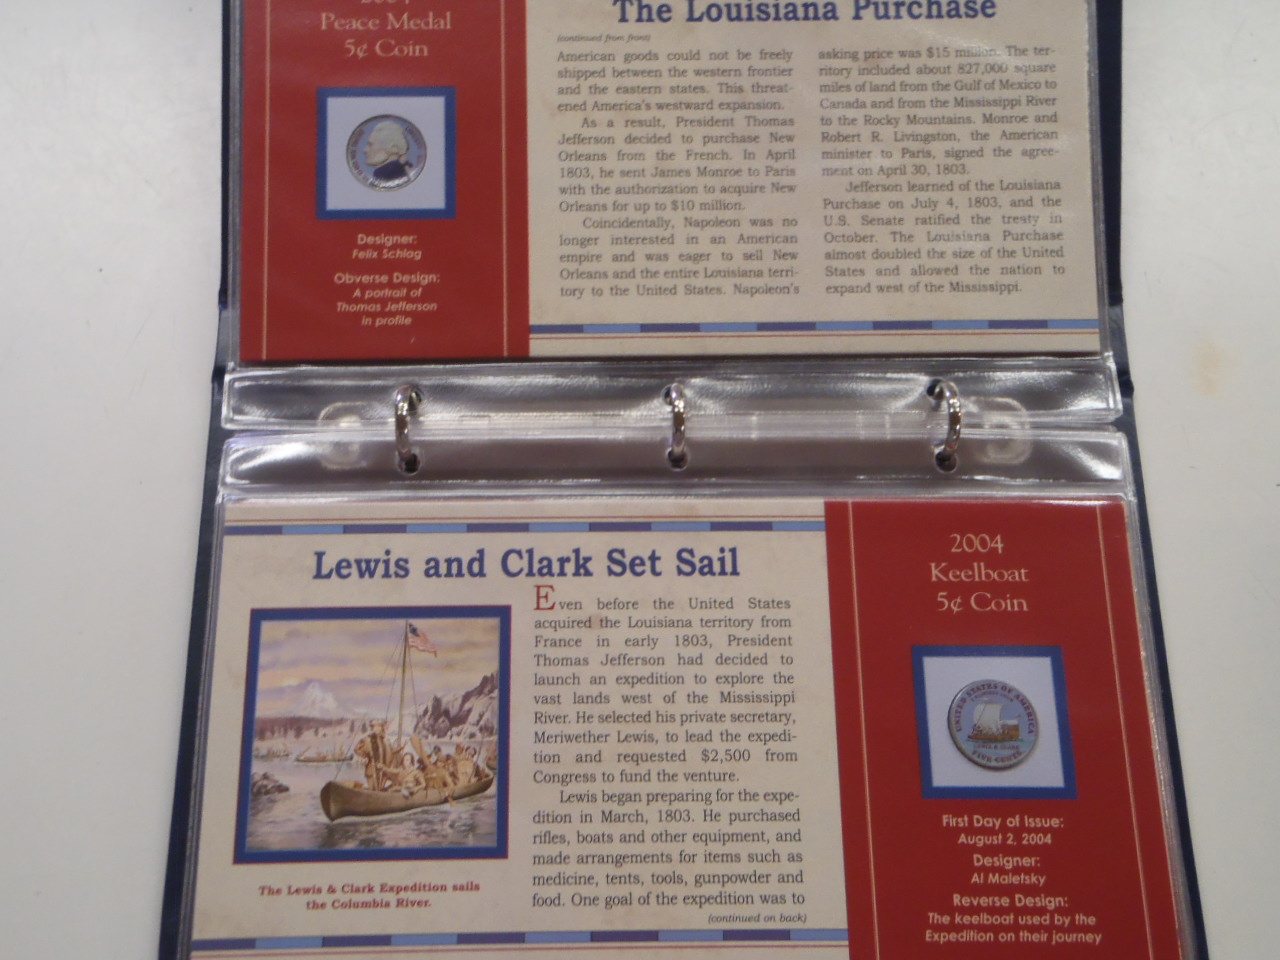 Peace Medal
5¢ Coin
Designer:
Felix Schlag
Obverse Design:
A portrait of
Thomas Jefferson
in profile
The Louisiana Purchase
(continued from front)
American goods could not be freely
shipped between the western frontier
and the eastern states. This threat-
ened America's westward expansion.
As a result, President Thomas
Jefferson decided to purchase New
Orleans from the French. In April
1803, he sent James Monroe to Paris
with the authorization to acquire New
Orleans for up to $10 million.
Coincidentally, Napoleon was no
longer interested in an American
empire and was eager to sell New
Orleans and the entire Louisiana terri-
tory to the United States. Napoleon's
asking price was $15 million. The ter-
ritory included about 827,000 square
miles of land from the Gulf of Mexico to
Canada and from the Mississippi River
to the Rocky Mountains. Monroe and
Robert R. Livingston, the American
minister to Paris, signed the agree-
ment on April 30, 1803.
Jefferson learned of the Louisiana
Purchase on July 4, 1803, and the
U.S. Senate ratified the treaty in
October. The Louisiana Purchase
almost doubled the size of the United
States and allowed the nation to
expand west of the Mississippi.
Lewis and Clark Set Sail
The Lewis & Clark Expedition sails
the Columbia River.
Even before the United States
acquired the Louisiana territory from
France in early 1803, President
Thomas Jefferson had decided to
launch an expedition to explore the
vast lands west of the Mississippi
River. He selected his private secretary,
Meriwether Lewis, to lead the expedi-
tion and requested $2,500 from
Congress to fund the venture.
Lewis began preparing for the expe-
dition in March, 1803. He purchased
rifles, boats and other equipment, and
made arrangements for items such as
medicine, tents, tools, gunpowder and
food. One goal of the expedition was to
(continued on back)
2004
Keelboat
5¢ Coin
UNITED STATES OF AMERICA
LEWIS & CLARK
FIVE CENTS
First Day of Issue:
August 2, 2004
Designer:
Al Maletsky
Reverse Design:
The keelboat used by the
Expedition on their journey